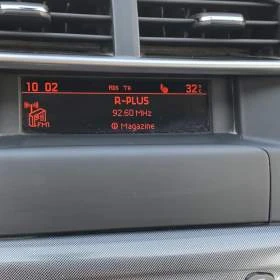 10 02 RDS TA 32°c
R-PLUS
92.60 MHz
FM1
Magazine